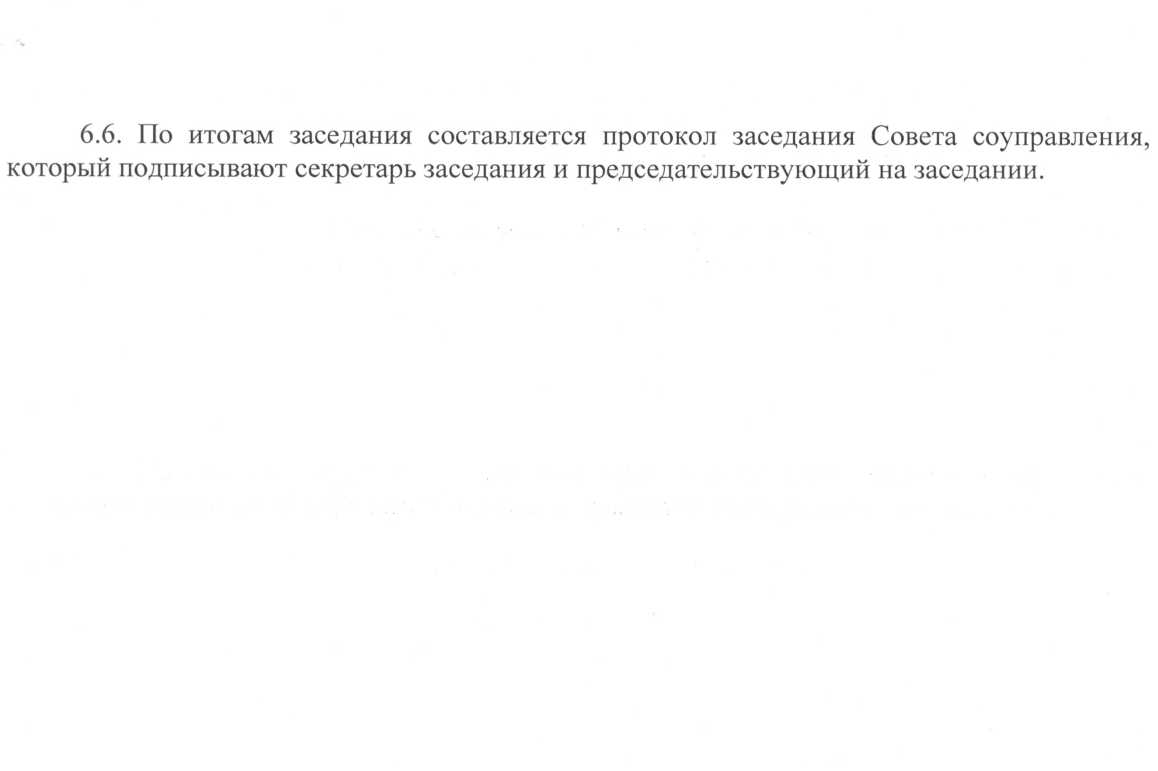 6.6. По итогам заседания составляется протокол заседания Совета соуправления,
который подписывают секретарь заседания и председательствующий на заседании.